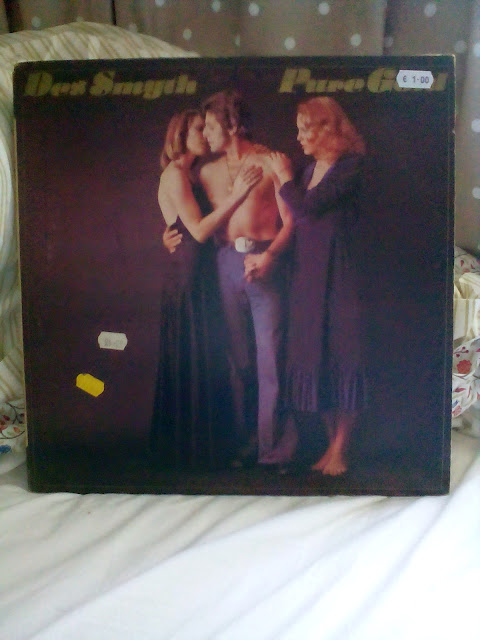 Des Smyth
Pure Gold
€ 1·00